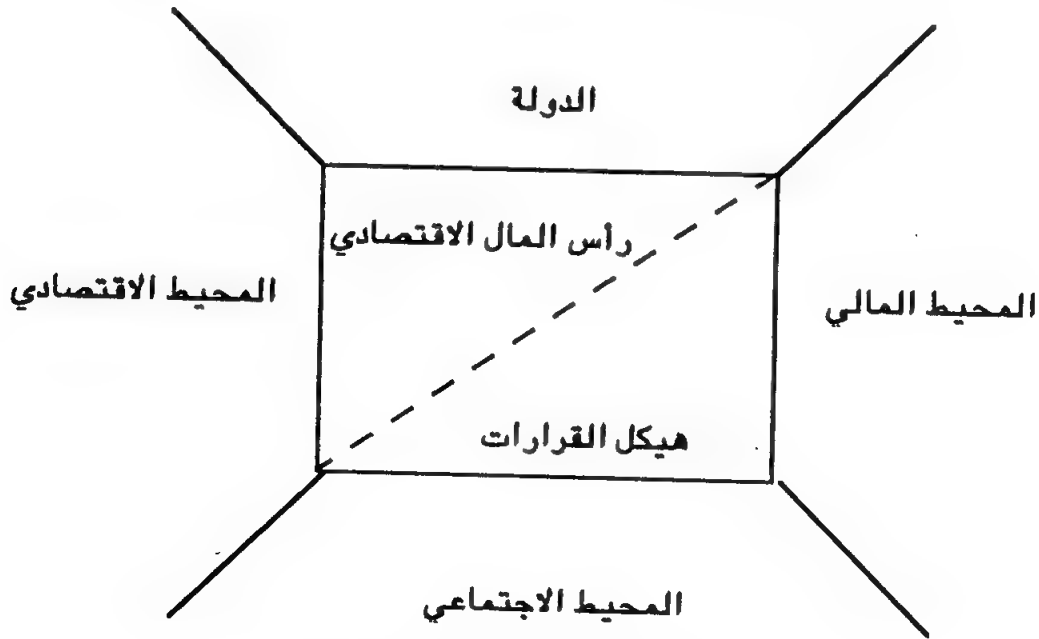 الدولة
رأس المال الاقتصادي
المحيط الاقتصادي
المحيط المالي
هيكل القرارات
المحيط الاجتماعي